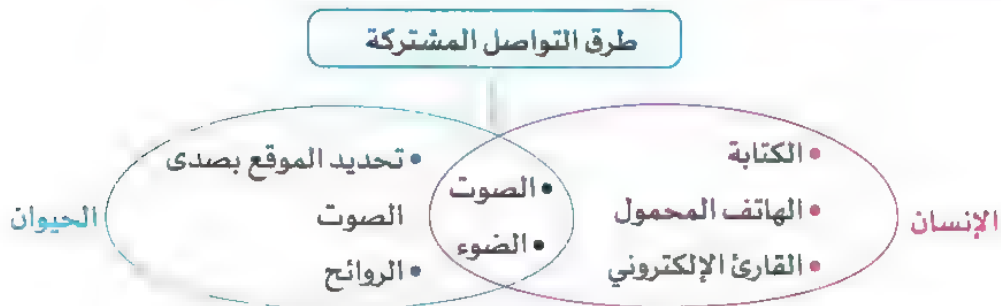 طرق التواصل المشتركة
الإنسان
• الكتابة
• الهاتف المحمول
• القارئ الإلكتروني
• الصوت
• الضوء
• تحديد الموقع بصدى
الصوت
• الروائح
الحيوان